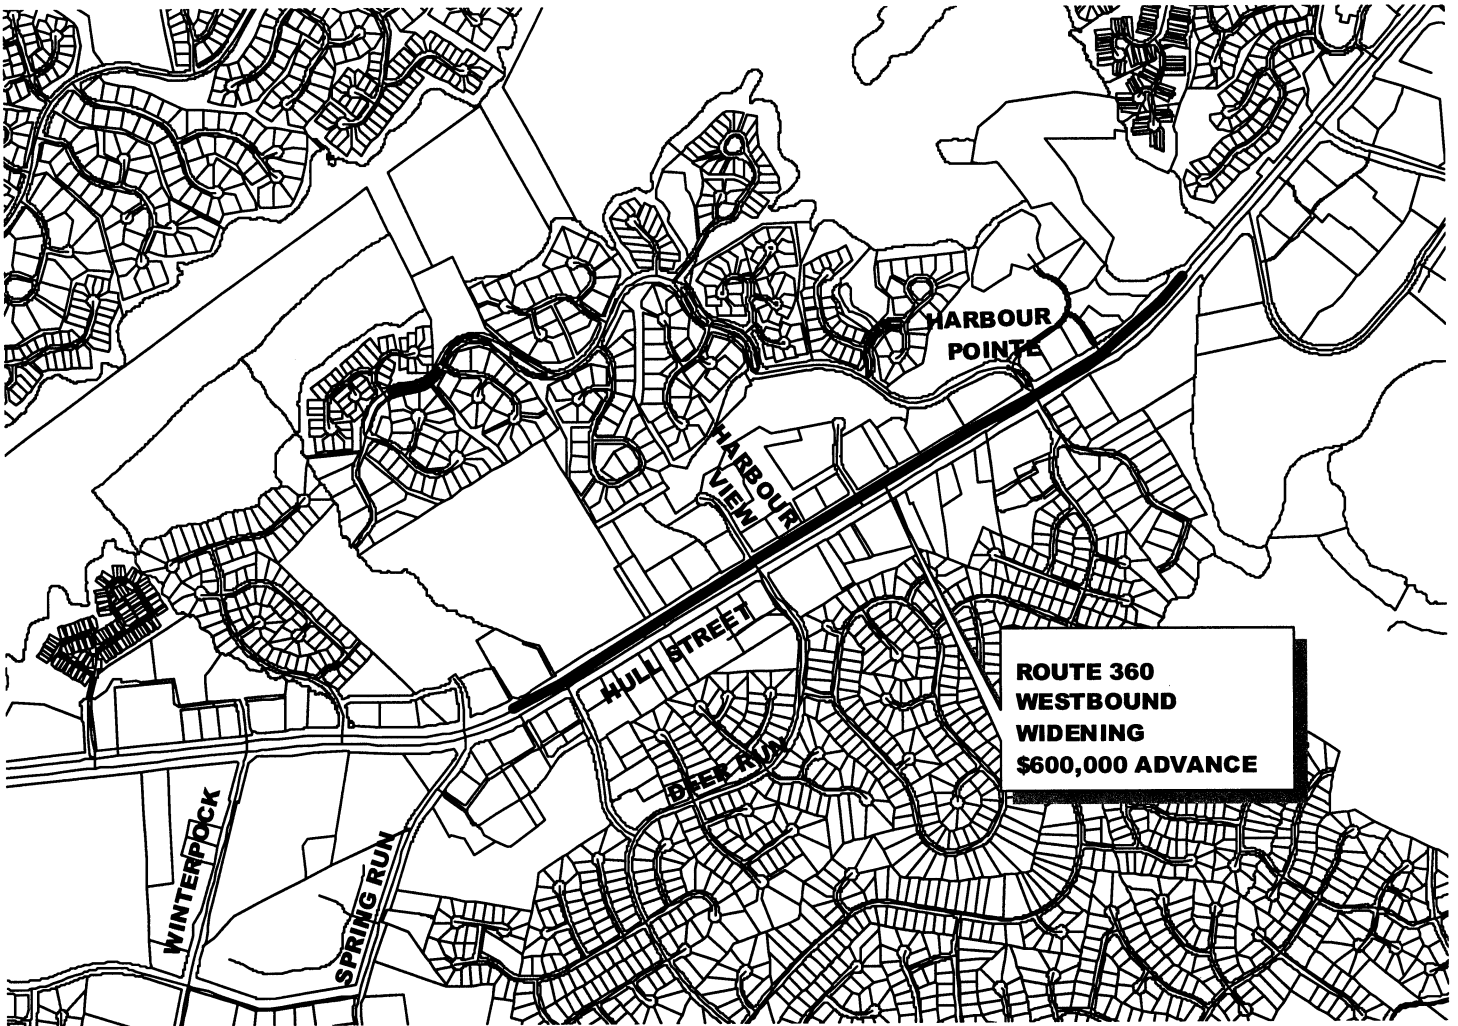 HARBOUR
POINTE
HARBOUR
VIEW
HULL STREET
ROUTE 360
WESTBOUND
WIDENING
$600,000 ADVANCE
DEER RUN
WINTERPOCK
SPRING RUN